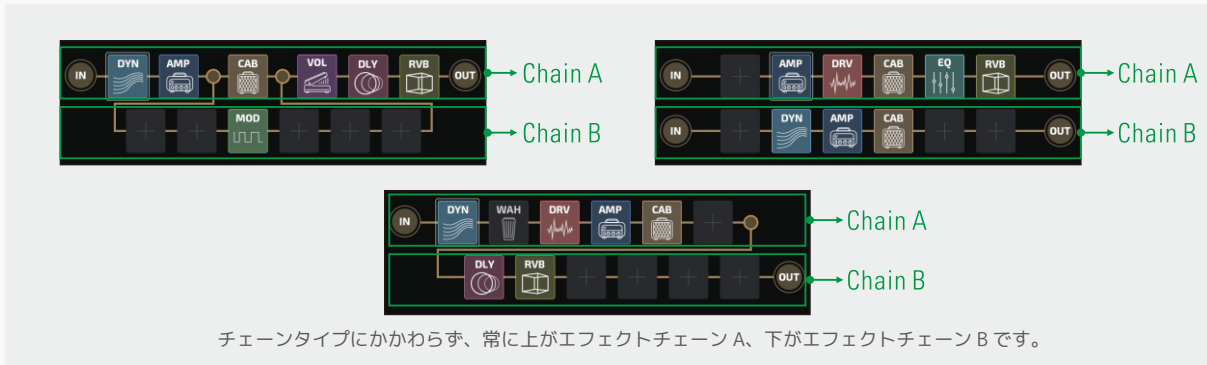 IN DYN AMP CAB VOL DLY RVB OUT Chain A
MOD Chain B
IN AMP DRV CAB EQ RVB OUT Chain A
IN DYN AMP CAB OUT Chain B
IN DYN WAH DRV AMP CAB Chain A
DLY RVB OUT Chain B
チェーンタイプにかかわらず、常に上がエフェクトチェーン A、下がエフェクトチェーン B です。